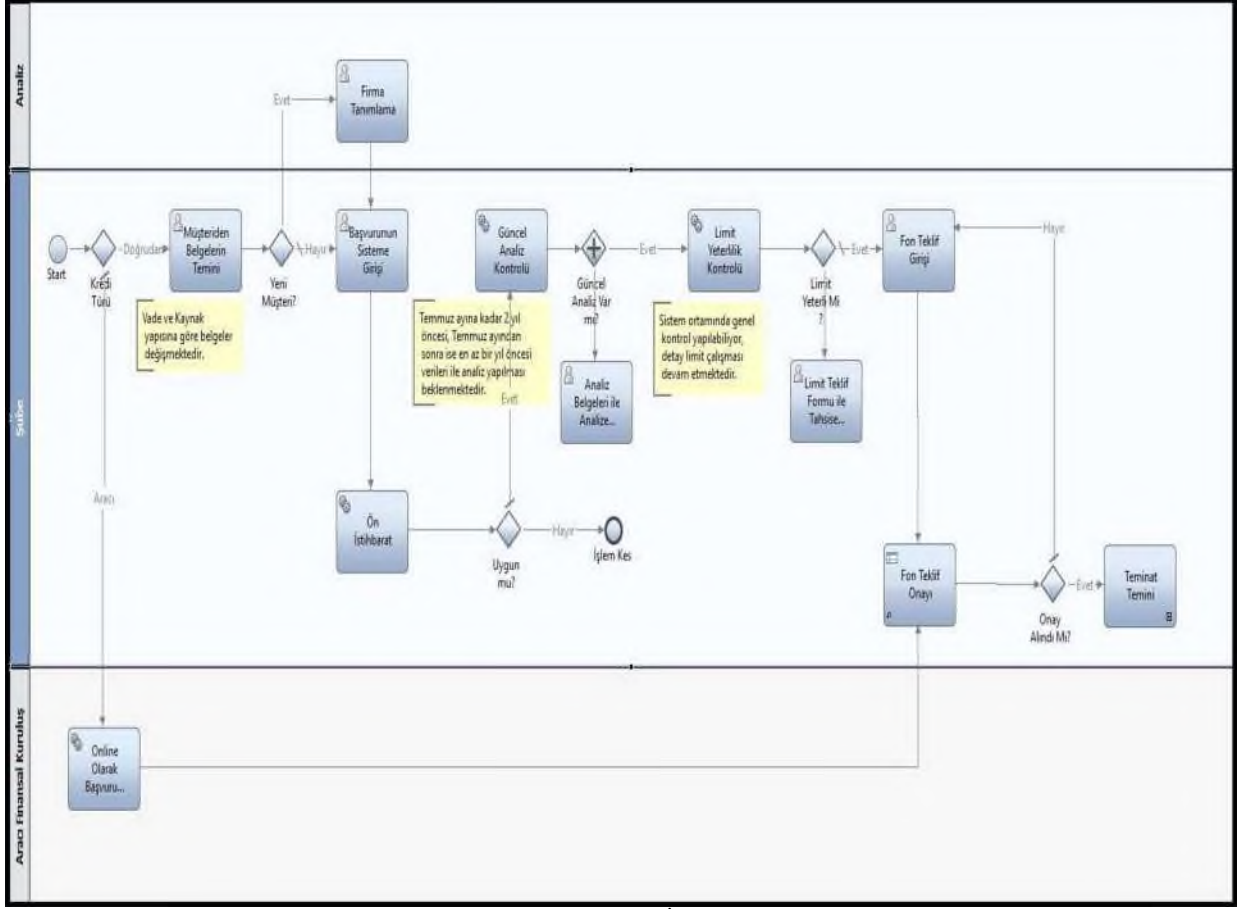 Analiz
Firma
Tanımlama
Evet
Şube
Start
Kredi
Türü
Doğrudan
Müşteriden
Belgelerin
Temini
Vade ve Kaynak
yapısına göre belgeler
değişmektedir.
Yeni
Müşteri?
Hayır
Başvurunun
Sisteme
Girişi
Güncel
Analiz
Kontrolü
Temmuz ayına kadar 2 yıl
öncesi, Temmuz ayından
sonra ise en az bir yıl öncesi
verileri ile analiz yapılması
beklenmektedir.
Evet
Güncel
Analiz Var
mı?
Evet
Analiz
Belgeleri ile
Analize...
Limit
Yeterlilik
Kontrolü
Sistem ortamında genel
kontrol yapılabiliyor,
detay limit çalışması
devam etmektedir.
Limit
Yeterli Mi
?
Evet
Limit Teklif
Formu ile
Tahsise...
Fon Teklif
Girişi
Hayır
Aracı
Ön
İstihbarat
Uygun
mu?
Hayır
İşlem Kes
Fon Teklif
Onayı
Onay
Alındı Mı?
Evet
Teminat
Temini
Aracı Finansal Kuruluş
Online
Olarak
Başvuru...